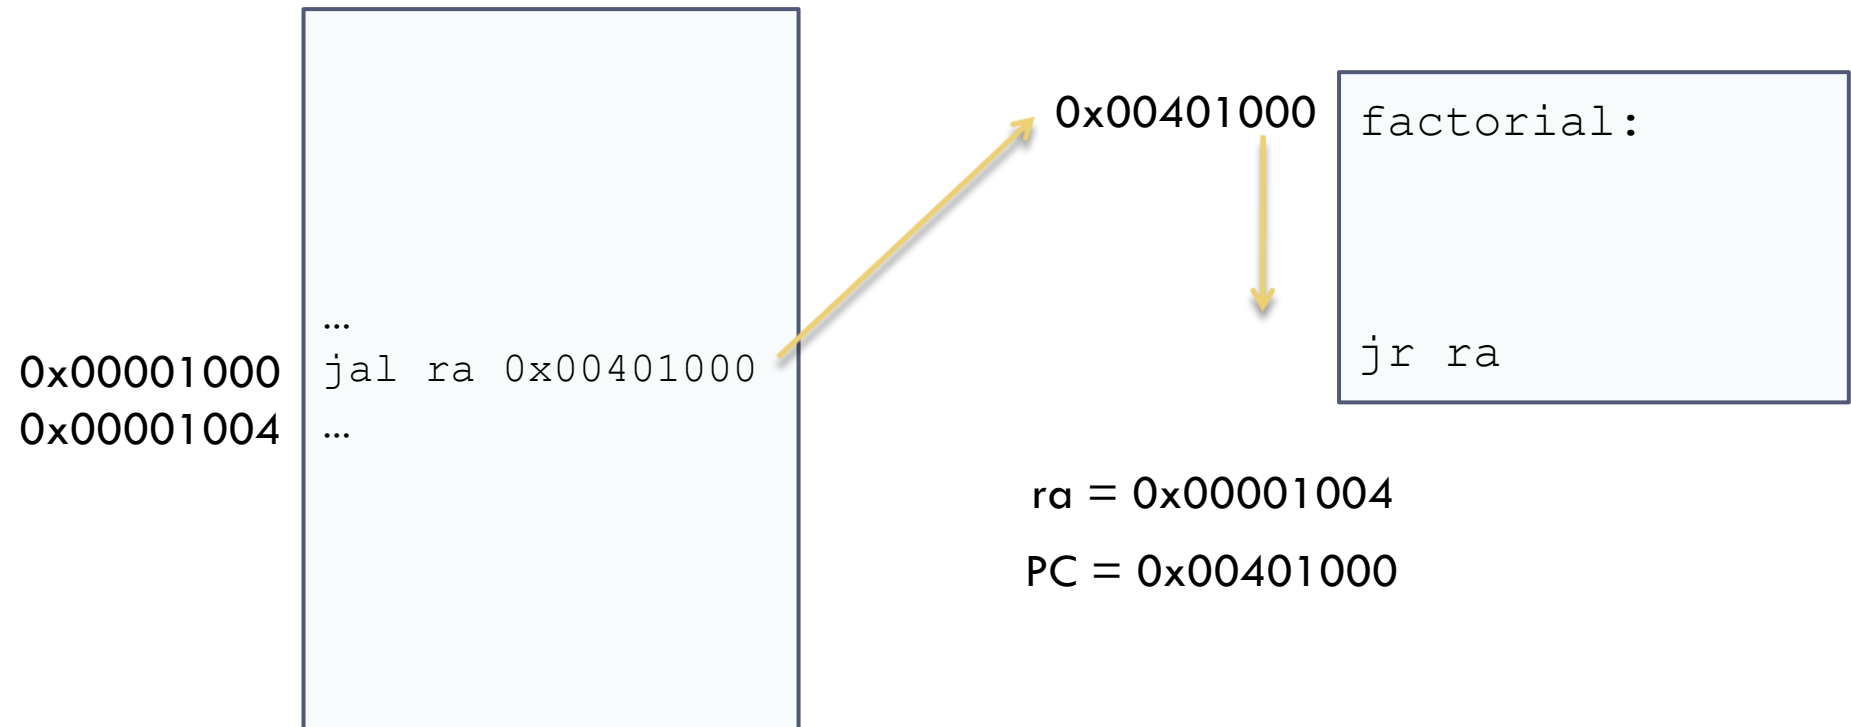 …
0x00001000 jal ra 0x00401000
0x00001004 …
0x00401000 factorial:
jr ra
ra = 0x00001004
PC = 0x00401000